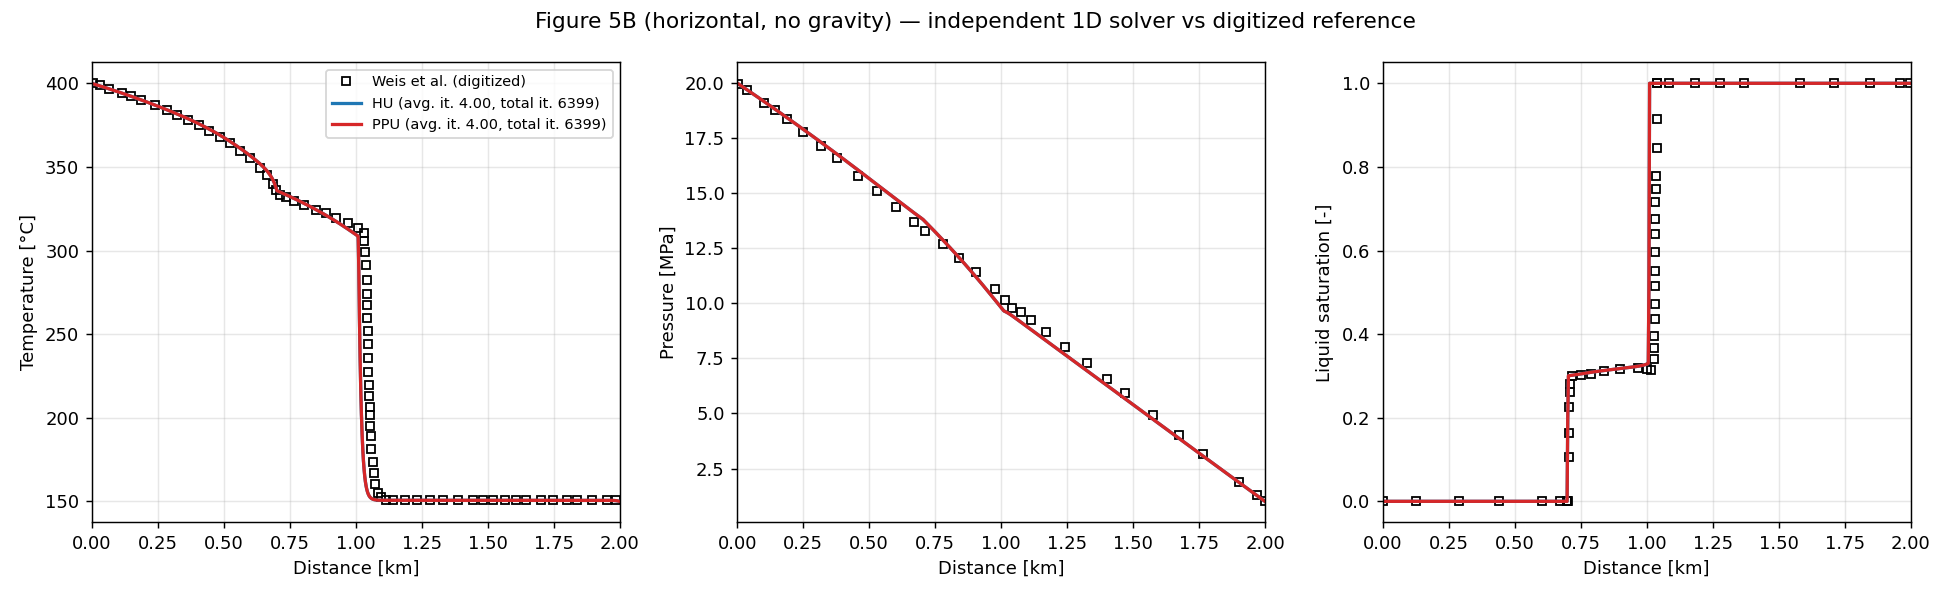 Figure 5B (horizontal, no gravity) — independent 1D solver vs digitized reference
Temperature [°C]
400
350
300
250
200
150
Weis et al. (digitized)
HU (avg. it. 4.00, total it. 6399)
PPU (avg. it. 4.00, total it. 6399)
0.00 0.25 0.50 0.75 1.00 1.25 1.50 1.75 2.00
Distance [km]
Pressure [MPa]
20.0
17.5
15.0
12.5
10.0
7.5
5.0
2.5
0.00 0.25 0.50 0.75 1.00 1.25 1.50 1.75 2.00
Distance [km]
Liquid saturation [-]
1.0
0.8
0.6
0.4
0.2
0.0
0.00 0.25 0.50 0.75 1.00 1.25 1.50 1.75 2.00
Distance [km]